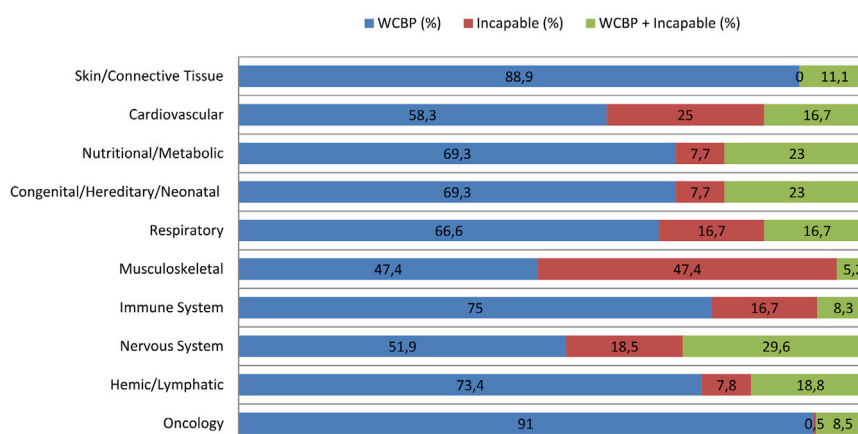 WCBP (%) Incapable (%) WCBP + Incapable (%)
Skin/Connective Tissue 88,9 0 11,1
Cardiovascular 58,3 25 16,7
Nutritional/Metabolic 69,3 7,7 23
Congenital/Hereditary/Neonatal 69,3 7,7 23
Respiratory 66,6 16,7 16,7
Musculoskeletal 47,4 47,4 5,2
Immune System 75 16,7 8,3
Nervous System 51,9 18,5 29,6
Hemic/Lymphatic 73,4 7,8 18,8
Oncology 91 0,5 8,5